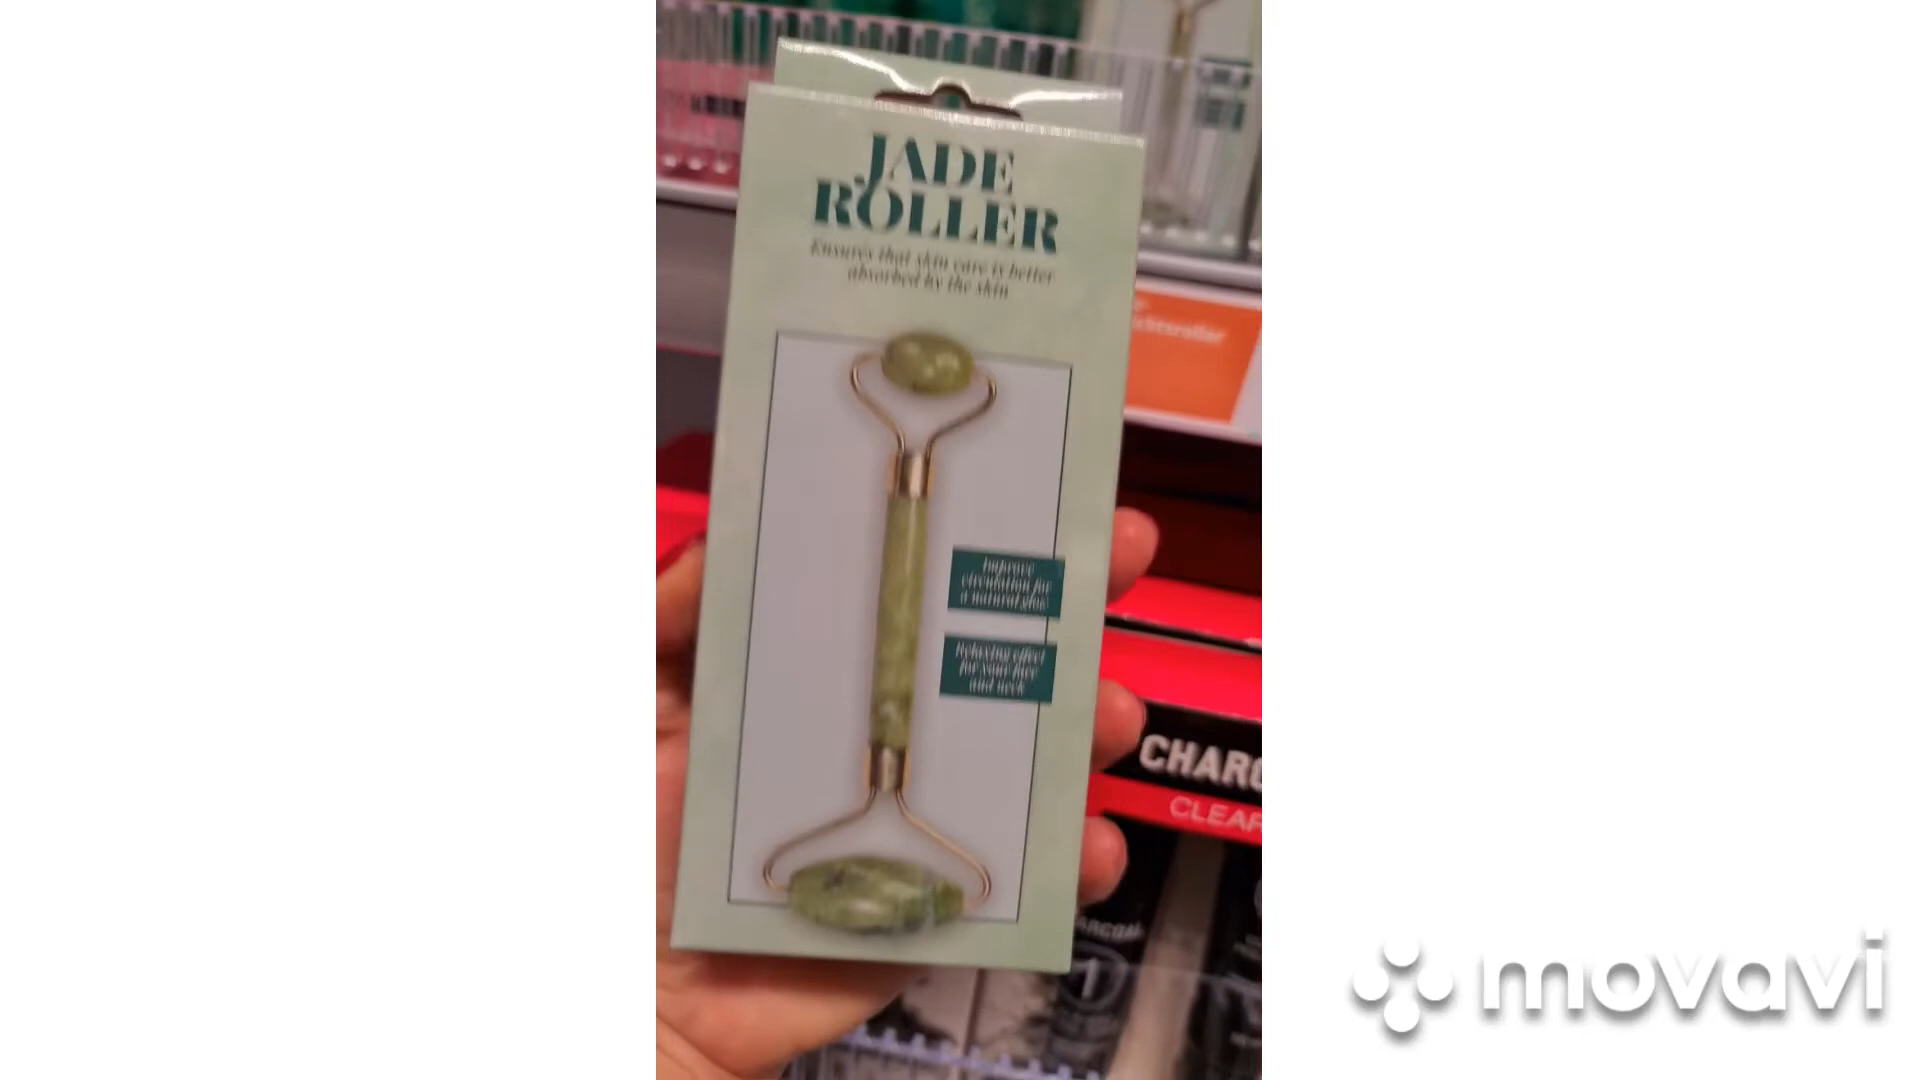 JADE
ROLLER
Ensures that skin care is better
absorbed by the skin
Improve
circulation for
a natural glow
Relaxing effect
for your face
and neck
CHARC
CLEAR
ARCOAL
movavi